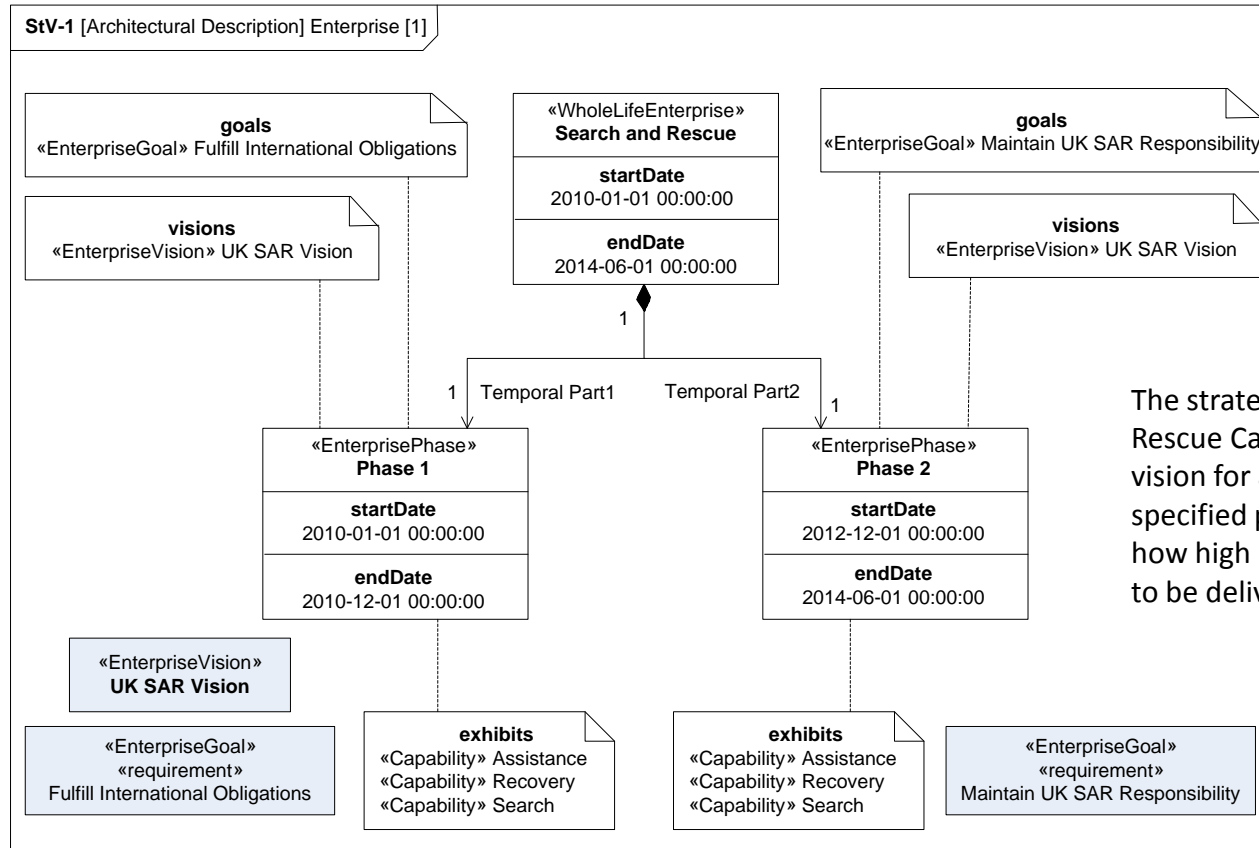 StV-1 [Architectural Description] Enterprise [1]
goals
«EnterpriseGoal» Fulfill International Obligations
visions
«EnterpriseVision» UK SAR Vision
«WholeLifeEnterprise»
Search and Rescue
startDate
2010-01-01 00:00:00
endDate
2014-06-01 00:00:00
goals
«EnterpriseGoal» Maintain UK SAR Responsibility
visions
«EnterpriseVision» UK SAR Vision
1
1
Temporal Part1
Temporal Part2
1
«EnterprisePhase»
Phase 1
startDate
2010-01-01 00:00:00
endDate
2010-12-01 00:00:00
«EnterprisePhase»
Phase 2
startDate
2012-12-01 00:00:00
endDate
2014-06-01 00:00:00
The strate
Rescue Ca
vision for
specified
how high
to be deli
«EnterpriseVision»
UK SAR Vision
«EnterpriseGoal»
«requirement»
Fulfill International Obligations
exhibits
«Capability» Assistance
«Capability» Recovery
«Capability» Search
exhibits
«Capability» Assistance
«Capability» Recovery
«Capability» Search
«EnterpriseGoal»
«requirement»
Maintain UK SAR Responsibility